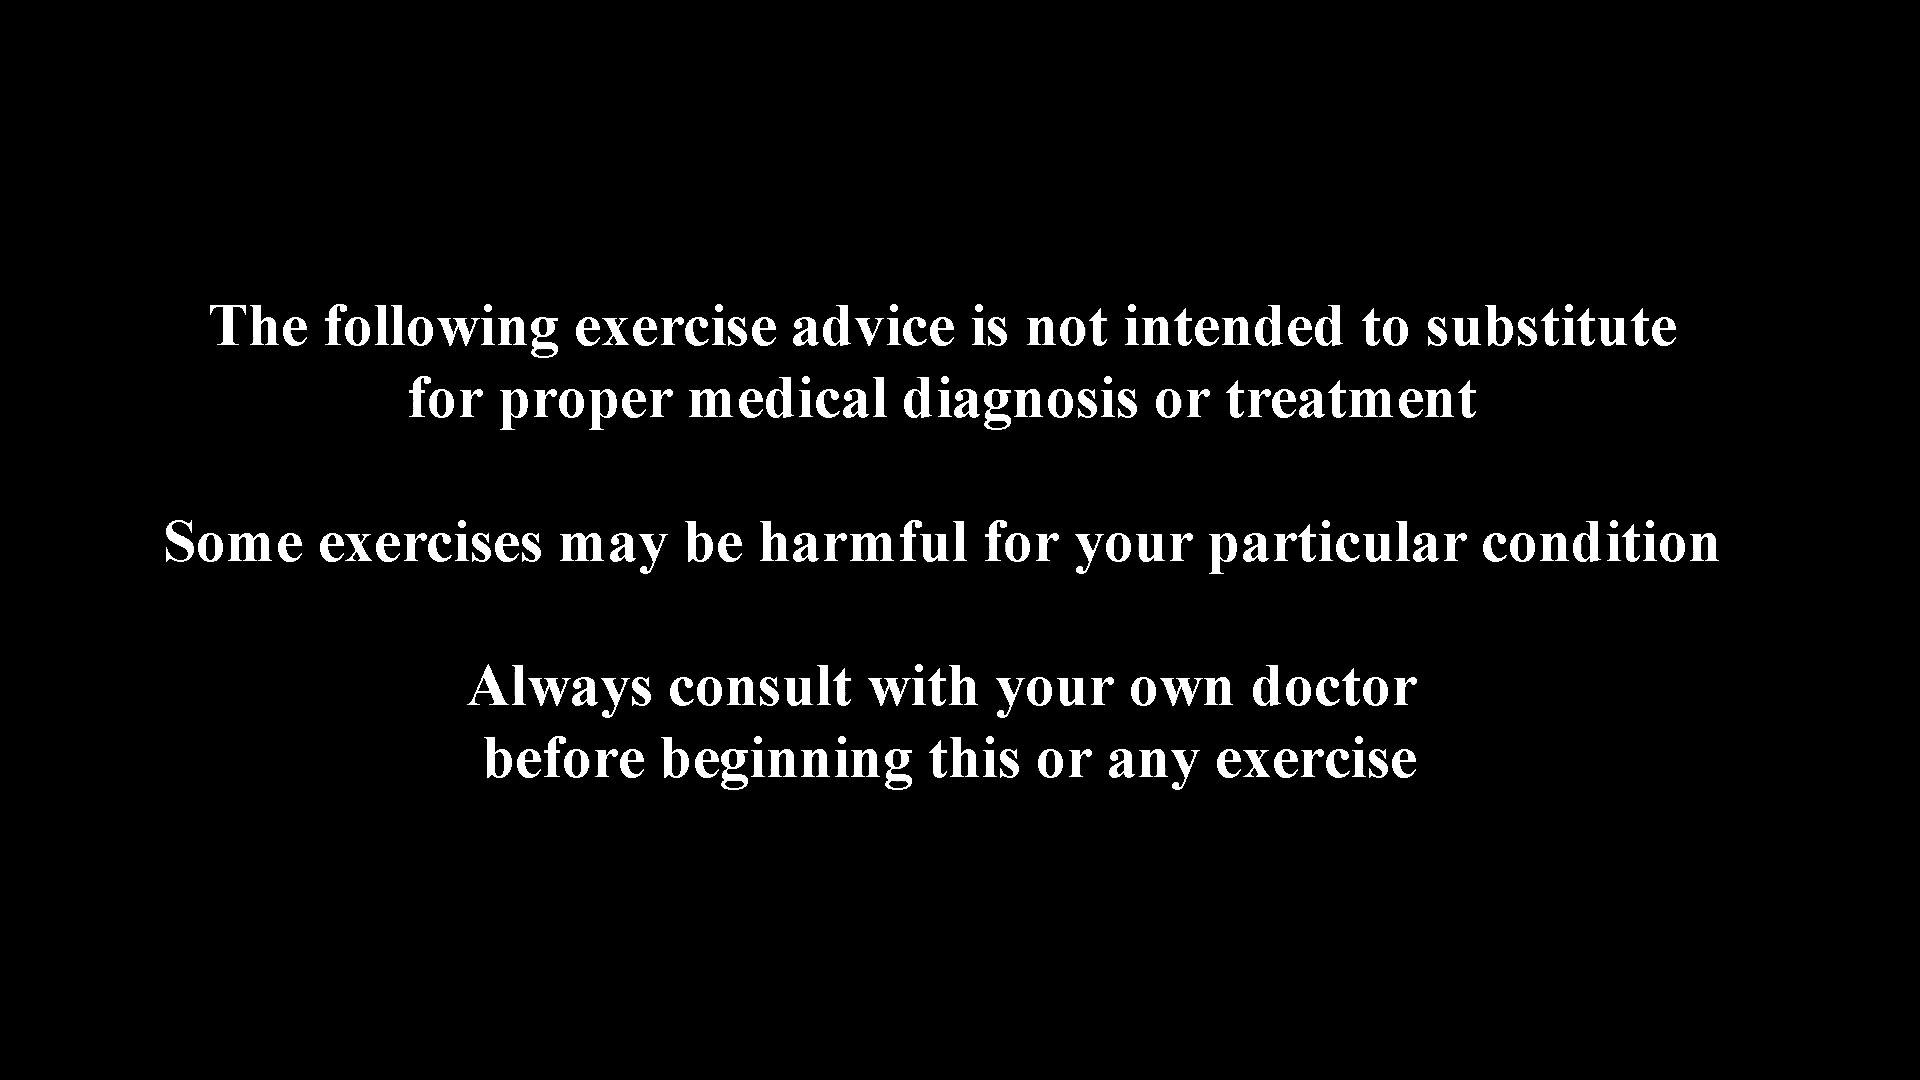 The following exercise advice is not intended to substitute
for proper medical diagnosis or treatment
Some exercises may be harmful for your particular condition
Always consult with your own doctor
before beginning this or any exercise